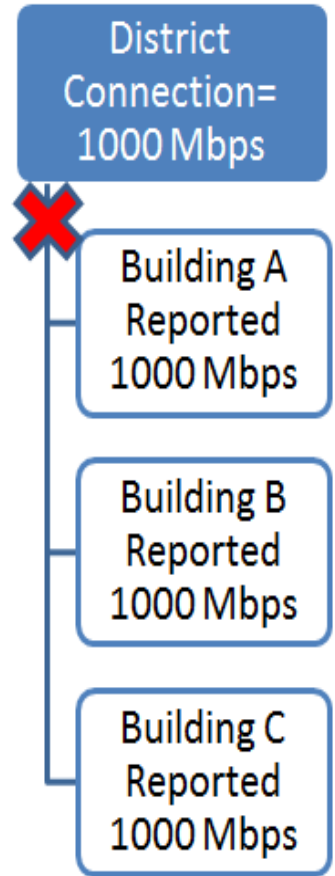 District
Connection=
1000 Mbps
Building A
Reported
1000 Mbps
Building B
Reported
1000 Mbps
Building C
Reported
1000 Mbps